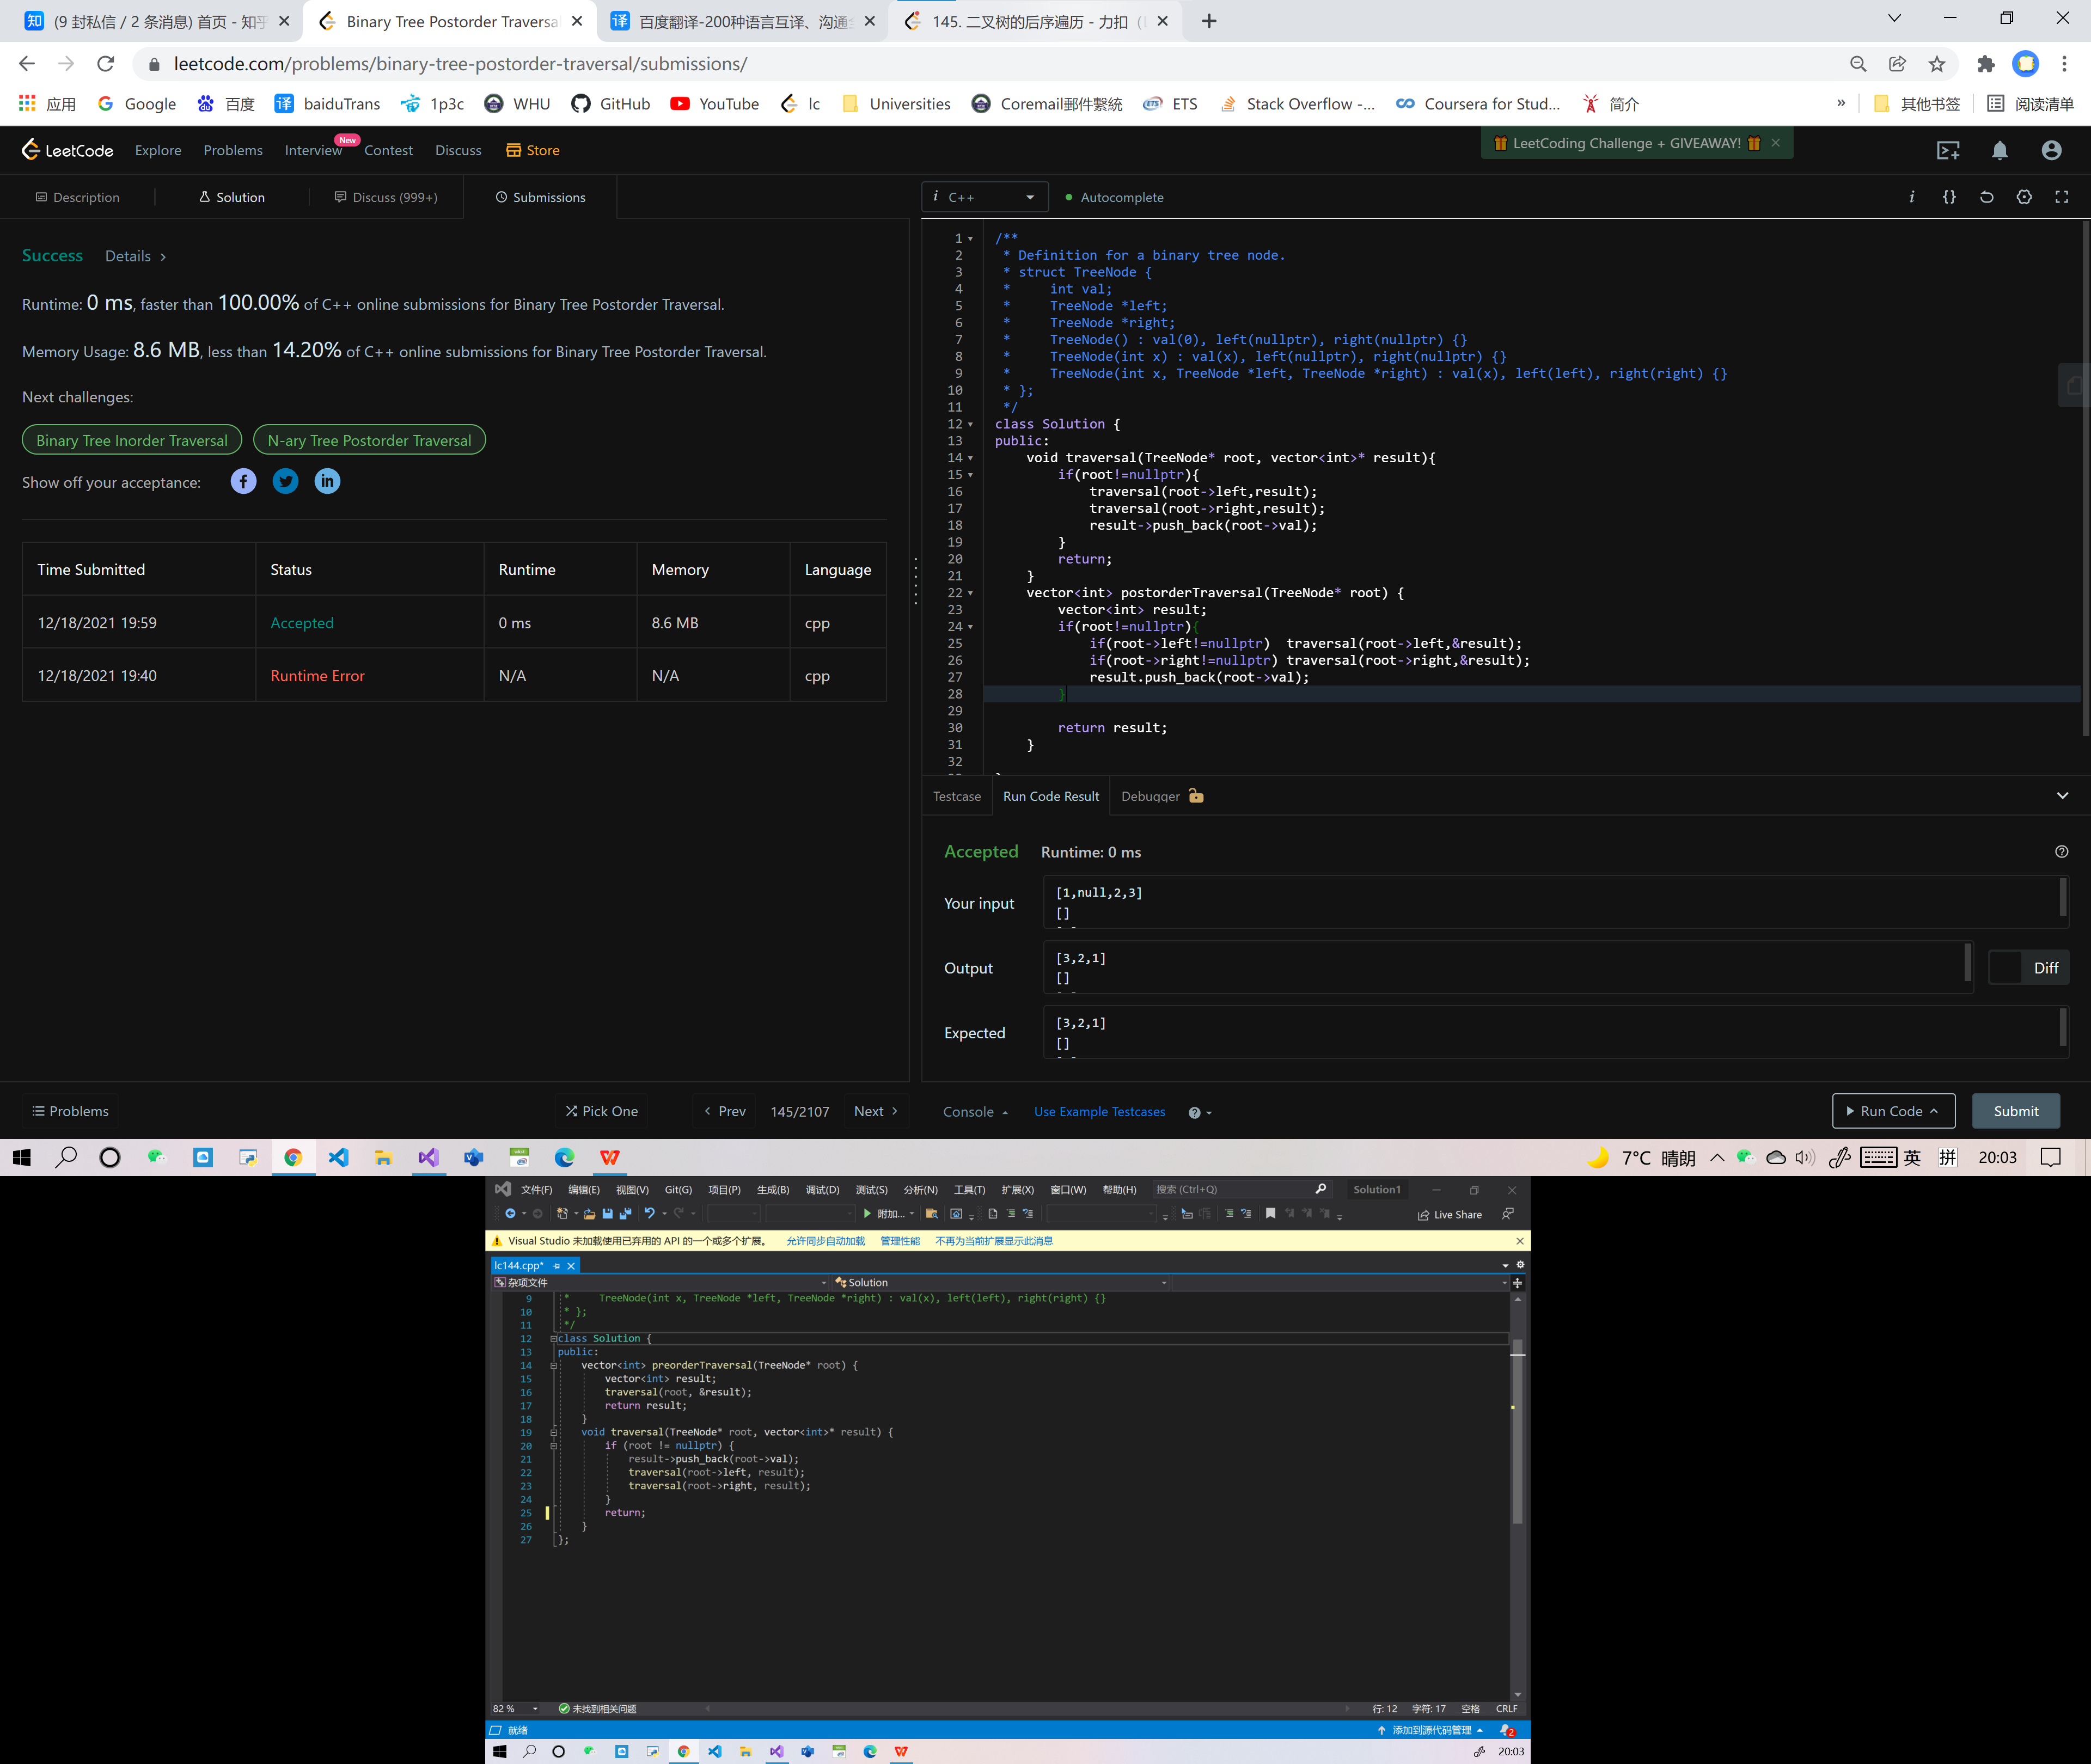 (9 封私信 / 2 条消息) 首页 - 知乎
Binary Tree Postorder Traversal
百度翻译-200种语言互译、沟通
145. 二叉树的后序遍历 - 力扣
leetcode.com/problems/binary-tree-postorder-traversal/submissions/
应用 Google 百度 baiduTrans 1p3c WHU GitHub YouTube lc Universities Coremail郵件繫統 ETS Stack Overflow -... Coursera for Stud... 简介 » 其他书签 阅读清单
LeetCode Explore Problems Interview New Contest Discuss Store
LeetCoding Challenge + GIVEAWAY!
Description Solution Discuss (999+) Submissions
i C++ Autocomplete
Success Details >
Runtime: 0 ms, faster than 100.00% of C++ online submissions for Binary Tree Postorder Traversal.
Memory Usage: 8.6 MB, less than 14.20% of C++ online submissions for Binary Tree Postorder Traversal.
Next challenges:
Binary Tree Inorder Traversal N-ary Tree Postorder Traversal
Show off your acceptance:
Time Submitted Status Runtime Memory Language
12/18/2021 19:59 Accepted 0 ms 8.6 MB cpp
12/18/2021 19:40 Runtime Error N/A N/A cpp
1 /**
2 * Definition for a binary tree node.
3 * struct TreeNode {
4 *     int val;
5 *     TreeNode *left;
6 *     TreeNode *right;
7 *     TreeNode() : val(0), left(nullptr), right(nullptr) {}
8 *     TreeNode(int x) : val(x), left(nullptr), right(nullptr) {}
9 *     TreeNode(int x, TreeNode *left, TreeNode *right) : val(x), left(left), right(right) {}
10 * };
11 */
12 class Solution {
13 public:
14     void traversal(TreeNode* root, vector<int>* result){
15         if(root!=nullptr){
16             traversal(root->left,result);
17             traversal(root->right,result);
18             result->push_back(root->val);
19         }
20         return;
21     }
22     vector<int> postorderTraversal(TreeNode* root) {
23         vector<int> result;
24         if(root!=nullptr){
25             if(root->left!=nullptr)  traversal(root->left,&result);
26             if(root->right!=nullptr) traversal(root->right,&result);
27             result.push_back(root->val);
28         }
29
30         return result;
31     }
32
Testcase Run Code Result Debugger
Accepted Runtime: 0 ms
Your input
[1,null,2,3]
[]
Output
[3,2,1]
[]
Diff
Expected
[3,2,1]
[]
Problems Pick One < Prev 145/2107 Next >
Console Use Example Testcases Run Code Submit
7°C 晴朗 英 拼 20:03
文件(F) 编辑(E) 视图(V) Git(G) 项目(P) 生成(B) 调试(D) 测试(S) 分析(N) 工具(T) 扩展(X) 窗口(W) 帮助(H) 搜索 (Ctrl+Q) Solution1
附加... Live Share
Visual Studio 未加载使用已弃用的 API 的一个或多个扩展。 允许同步自动加载 管理性能 不再为当前扩展显示此消息
lc144.cpp*
杂项文件 Solution
9 *     TreeNode(int x, TreeNode *left, TreeNode *right) : val(x), left(left), right(right) {}
10 * };
11 */
12 class Solution {
13 public:
14     vector<int> preorderTraversal(TreeNode* root) {
15         vector<int> result;
16         traversal(root, &result);
17         return result;
18     }
19     void traversal(TreeNode* root, vector<int>* result) {
20         if (root != nullptr) {
21             result->push_back(root->val);
22             traversal(root->left, result);
23             traversal(root->right, result);
24         }
25         return;
26     }
27 };
82 % 未找到相关问题 行: 12 字符: 17 空格 CRLF
就绪 添加到源代码管理 2
20:03